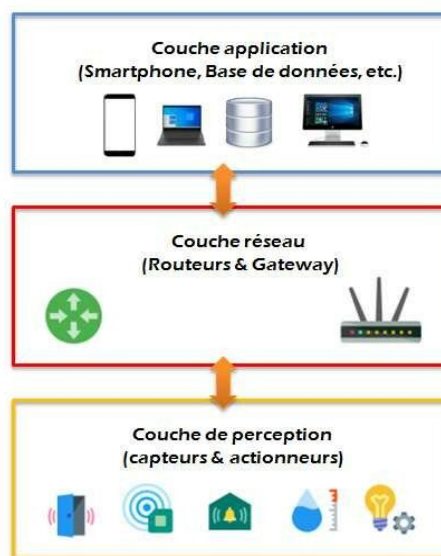 Couche application
(Smartphone, Base de données, etc.)
Couche réseau
(Routeurs & Gateway)
Couche de perception
(capteurs & actionneurs)